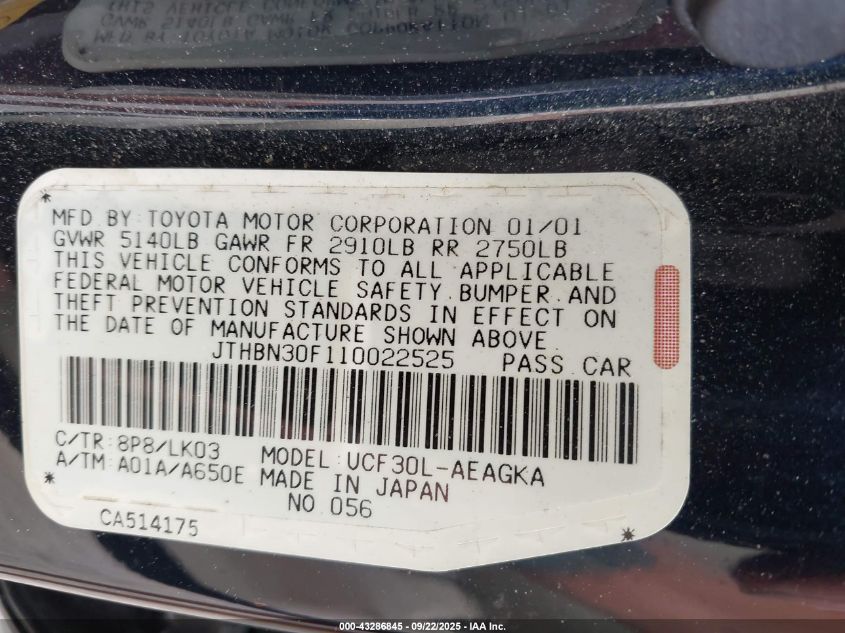 MFD BY TOYOTA MOTOR CORPORATION 01/01
GVWR 5140LB GAWR FR 2910LB RR 2750LB
THIS VEHICLE CONFORMS TO ALL APPLICABLE
FEDERAL MOTOR VEHICLE SAFETY, BUMPER, AND
THEFT PREVENTION STANDARDS IN EFFECT ON
THE DATE OF MANUFACTURE SHOWN ABOVE
JTHBN30F110022525 PASS. CAR
C/TR: 8P8/LK03 MODEL: UCF30L-AEAGKA
A/TM: A01A/A650E MADE IN JAPAN
NO. 056
CA514175
000-43286845 - 09/22/2025 - IAA Inc.